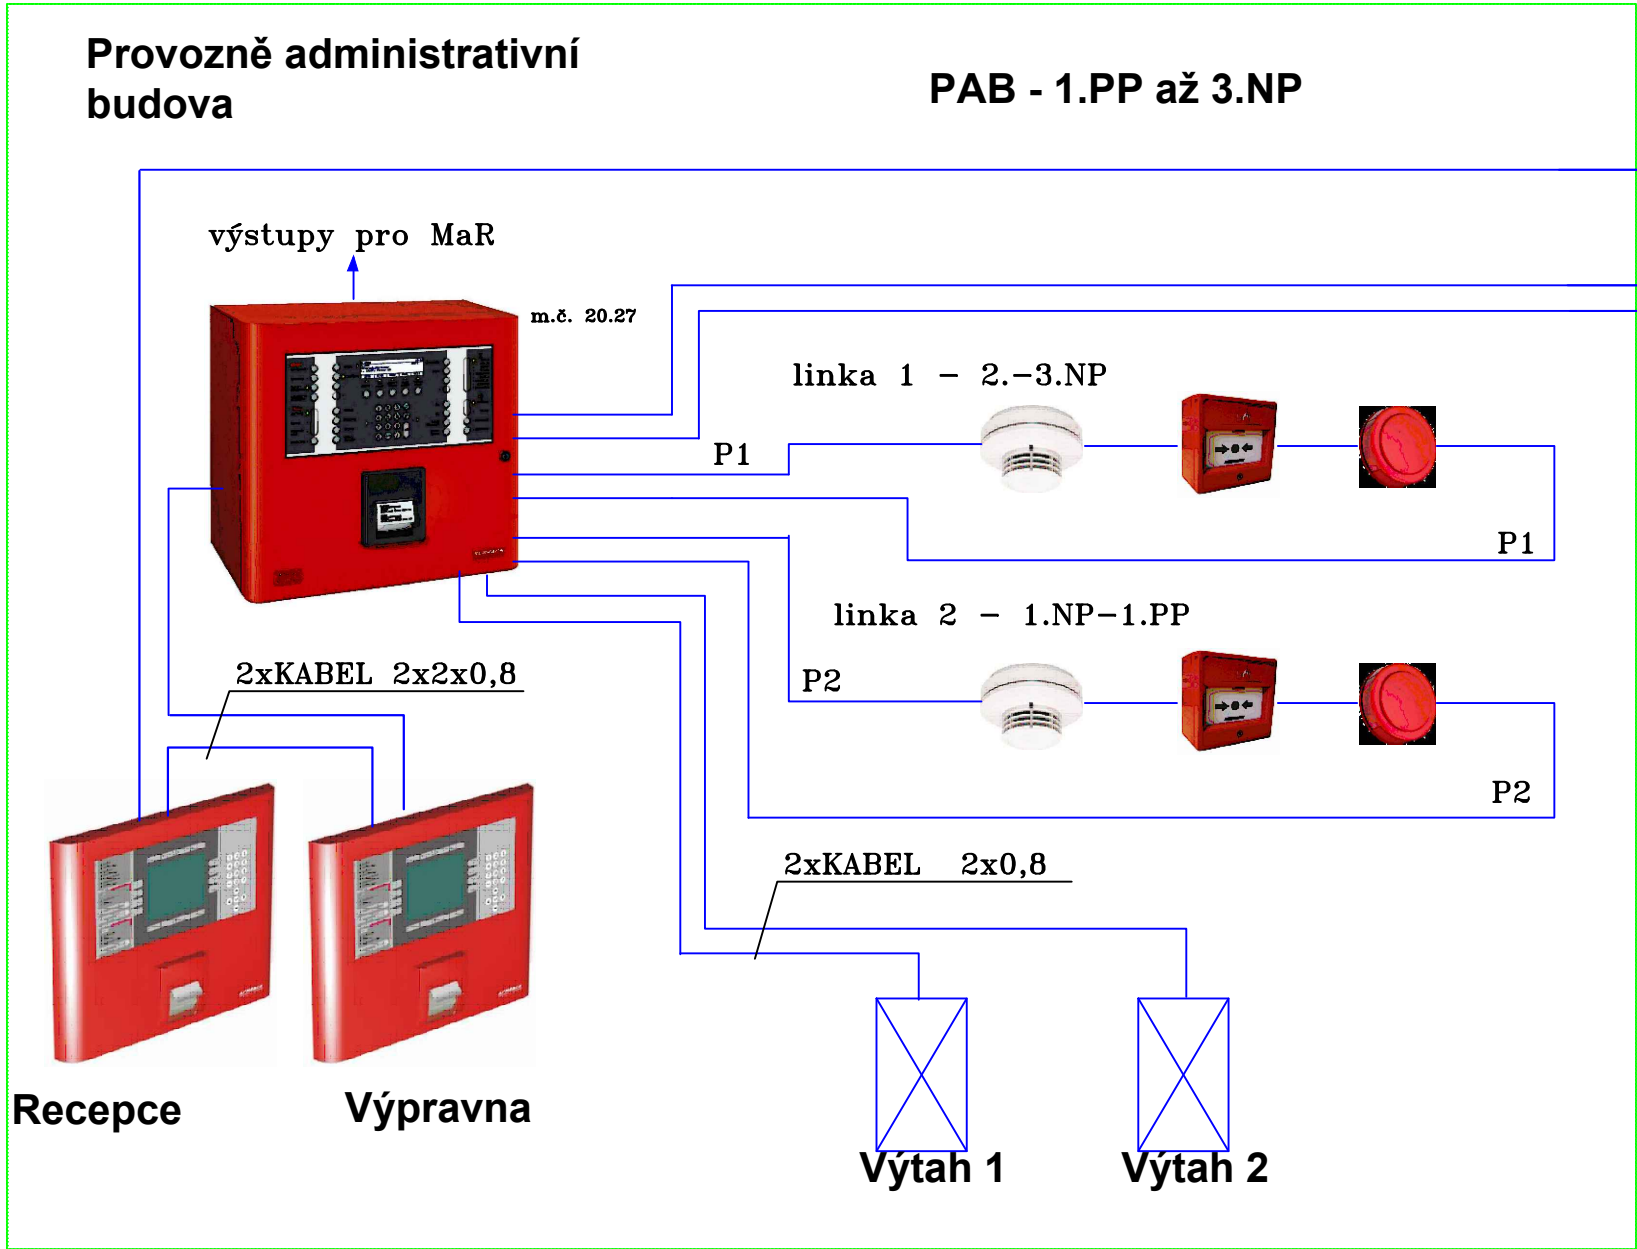 Provozně administrativní
budova
PAB - 1.PP až 3.NP
výstupy pro MaR
m.č. 20.27
linka 1 - 2.-3.NP
P1
P1
linka 2 - 1.NP-1.PP
2xKABEL 2x2x0,8
P2
P2
2xKABEL 2x0,8
Recepce
Výpravna
Výtah 1
Výtah 2